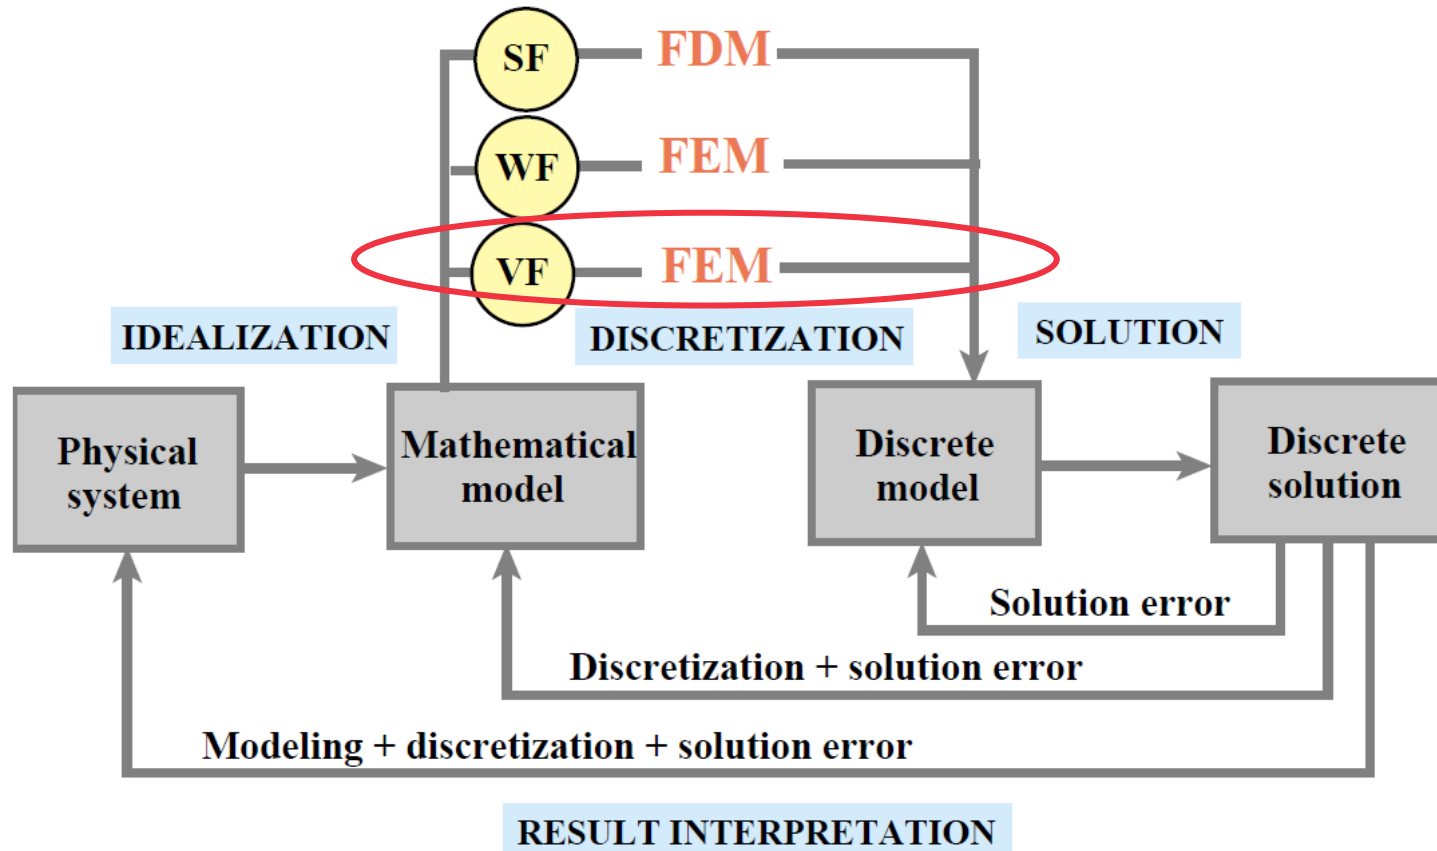 SF
FDM
WF
FEM
VF
FEM
IDEALIZATION
DISCRETIZATION
SOLUTION
Physical
system
Mathematical
model
Discrete
model
Discrete
solution
Solution error
Discretization + solution error
Modeling + discretization + solution error
RESULT INTERPRETATION